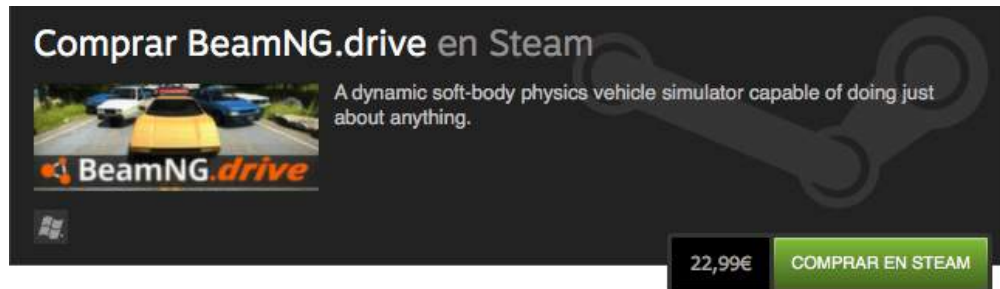 Comprar BeamNG.drive en Steam
A dynamic soft-body physics vehicle simulator capable of doing just
about anything.
BeamNG.drive
22,99€
COMPRAR EN STEAM